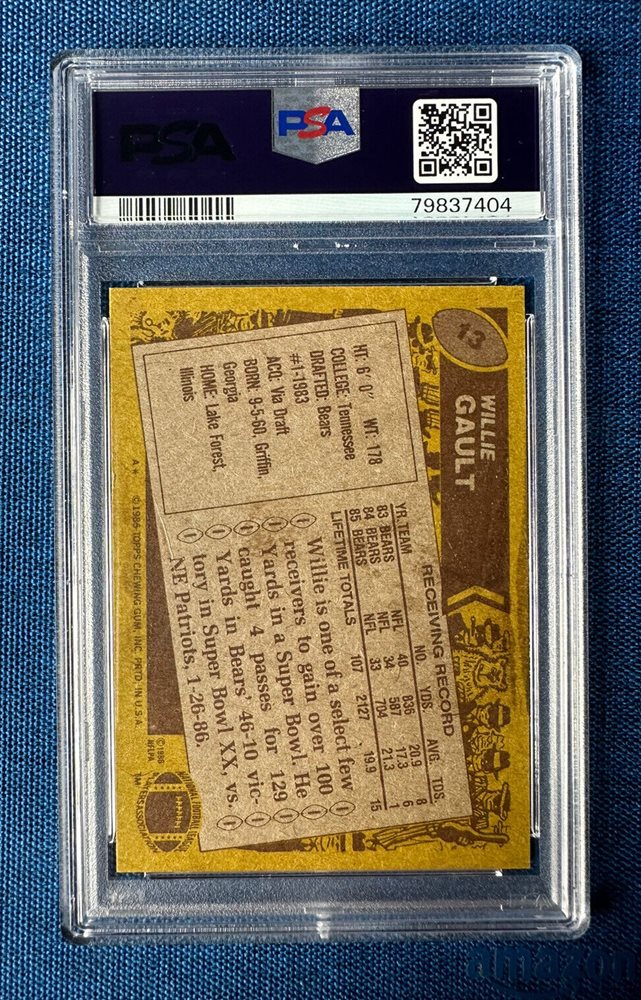 PSA
PSA
79837404
13
WILLIE
GAULT
HT: 6' 0" WT: 178
COLLEGE: Tennessee
DRAFTED: Bears
#1-1983
ACQ: Via Draft
BORN: 9-5-60, Griffin,
Georgia
HOME: Lake Forest,
Illinois
RECEIVING RECORD
YR. TEAM NO. YDS. AVG. TDS.
83 BEARS NFL 40 836 20.9 8
84 BEARS NFL 34 587 17.3 6
85 BEARS NFL 33 704 21.3 1
LIFETIME TOTALS 107 2127 19.9 15
Willie is one of a select few
receivers to gain over 100
Yards in a Super Bowl. He
caught 4 passes for 129
Yards in Bears' 46-10 vic-
tory in Super Bowl XX, vs.
NE Patriots, 1-26-86.
A* © 1986 TOPPS CHEWING GUM, INC. PRTD. IN U.S.A.
© 1986
NFLPA
TM
amazon